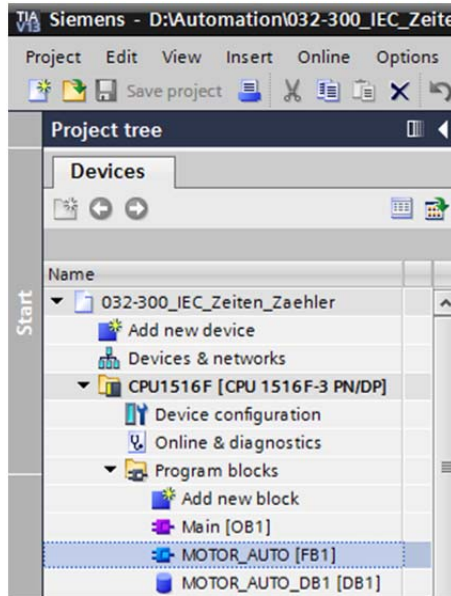 TIA V13 Siemens - D:\Automation\032-300_IEC_Zeite
Project Edit View Insert Online Options
Save project
Project tree
Devices
Name
Start
032-300_IEC_Zeiten_Zaehler
Add new device
Devices & networks
CPU1516F [CPU 1516F-3 PN/DP]
Device configuration
Online & diagnostics
Program blocks
Add new block
Main [OB1]
MOTOR_AUTO [FB1]
MOTOR_AUTO_DB1 [DB1]